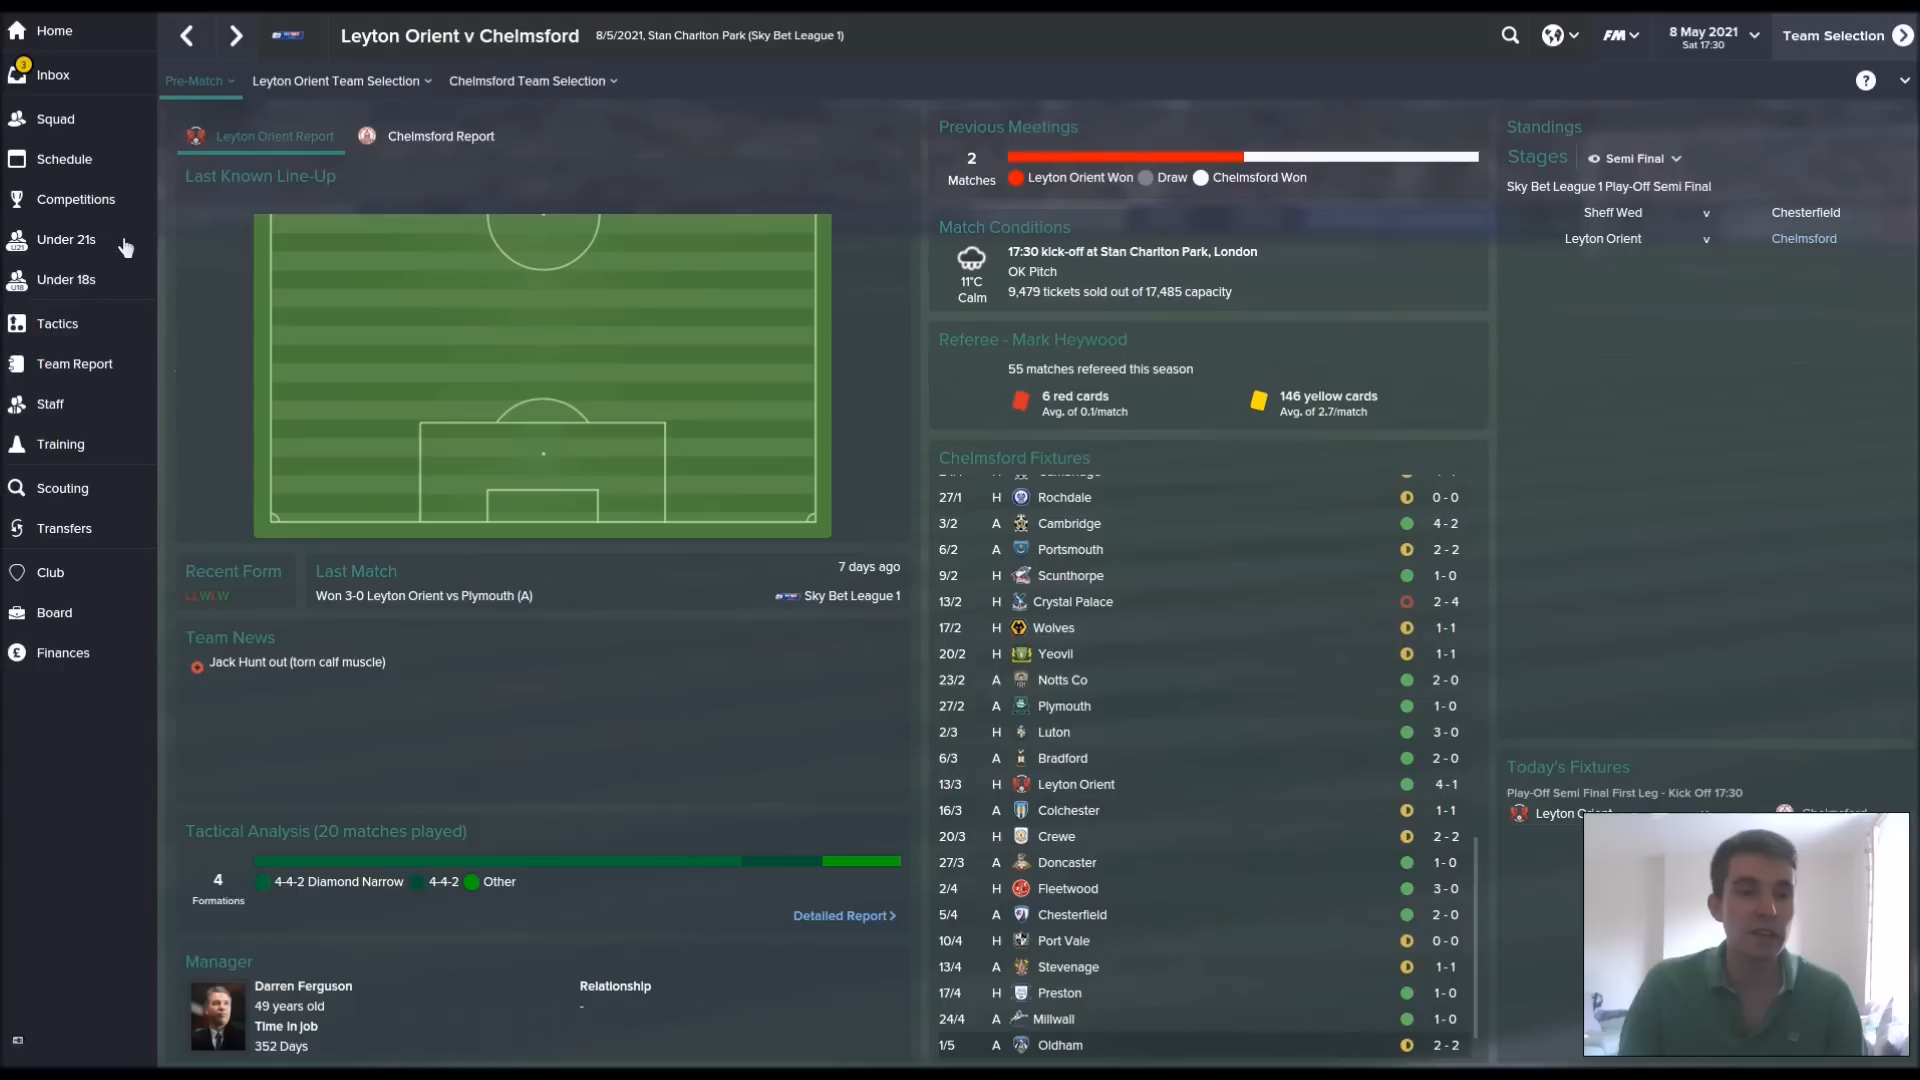 Home
3
Inbox
Squad
Schedule
Competitions
U21
Under 21s
U18
Under 18s
Tactics
Team Report
Staff
Training
Scouting
Transfers
Club
Board
Finances
Leyton Orient v Chelmsford
8/5/2021, Stan Charlton Park (Sky Bet League 1)
FM
8 May 2021
Sat 17:30
Team Selection
Pre-Match
Leyton Orient Team Selection
Chelmsford Team Selection
?
Leyton Orient Report
Chelmsford Report
Last Known Line-Up
Recent Form
LLWLW
Last Match
7 days ago
Won 3-0 Leyton Orient vs Plymouth (A)
Sky Bet League 1
Team News
Jack Hunt out (torn calf muscle)
Tactical Analysis (20 matches played)
4
Formations
4-4-2 Diamond Narrow
4-4-2
Other
Detailed Report >
Manager
Darren Ferguson
49 years old
Time in job
352 Days
Relationship
-
Previous Meetings
2
Matches
Leyton Orient Won
Draw
Chelmsford Won
Match Conditions
11°C
Calm
17:30 kick-off at Stan Charlton Park, London
OK Pitch
9,479 tickets sold out of 17,485 capacity
Referee - Mark Heywood
55 matches refereed this season
6 red cards
Avg. of 0.1/match
146 yellow cards
Avg. of 2.7/match
Chelmsford Fixtures
27/1 H Rochdale 0 - 0
3/2 A Cambridge 4 - 2
6/2 A Portsmouth 2 - 2
9/2 H Scunthorpe 1 - 0
13/2 H Crystal Palace 2 - 4
17/2 H Wolves 1 - 1
20/2 H Yeovil 1 - 1
23/2 A Notts Co 2 - 0
27/2 A Plymouth 1 - 0
2/3 H Luton 3 - 0
6/3 A Bradford 2 - 0
13/3 H Leyton Orient 4 - 1
16/3 A Colchester 1 - 1
20/3 H Crewe 2 - 2
27/3 A Doncaster 1 - 0
2/4 H Fleetwood 3 - 0
5/4 A Chesterfield 2 - 0
10/4 H Port Vale 0 - 0
13/4 A Stevenage 1 - 1
17/4 H Preston 1 - 0
24/4 A Millwall 1 - 0
1/5 A Oldham 2 - 2
Standings
Stages
Semi Final
Sky Bet League 1 Play-Off Semi Final
Sheff Wed v Chesterfield
Leyton Orient v Chelmsford
Today's Fixtures
Play-Off Semi Final First Leg - Kick Off 17:30
Leyton Orient
Chelmsford